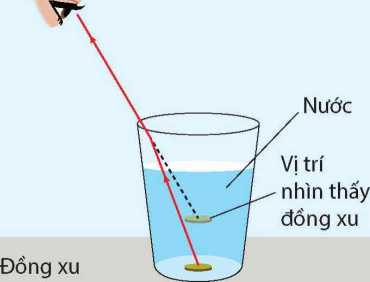 Nước
Vị trí
nhìn thấy
đồng xu
Đồng xu